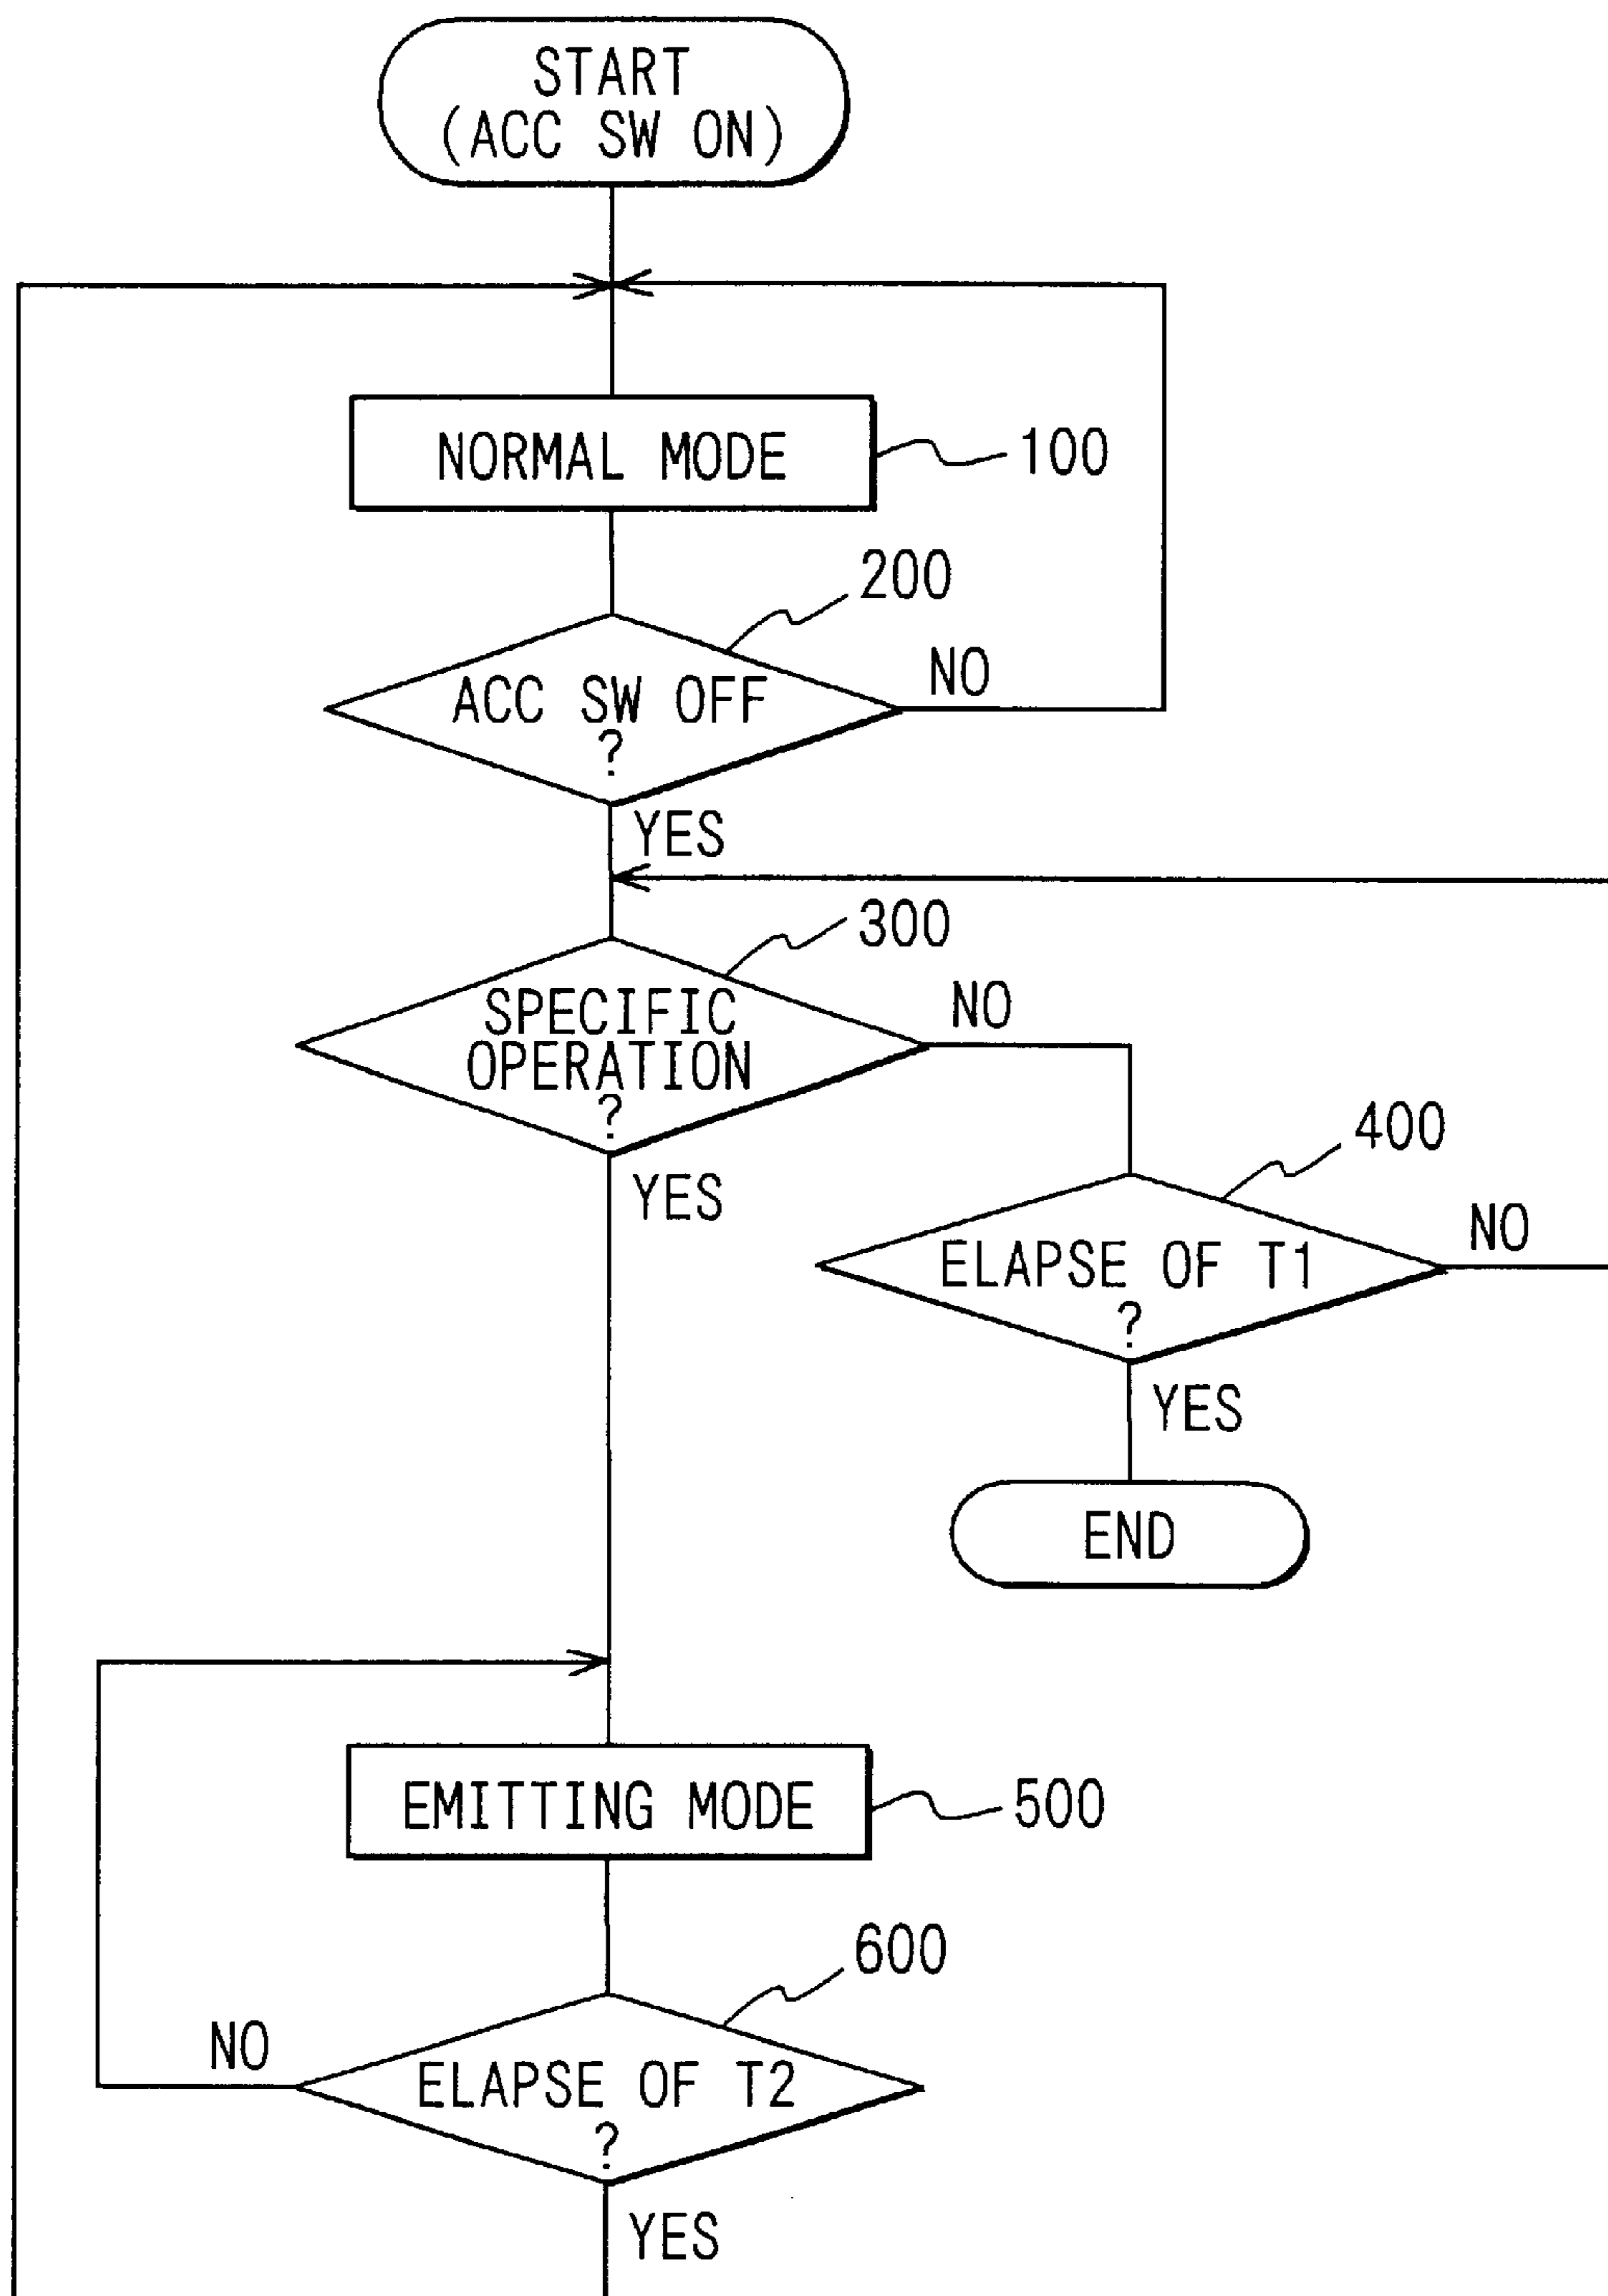 START
(ACC SW ON)
NORMAL MODE
100
200
ACC SW OFF
?
NO
YES
300
SPECIFIC
OPERATION
?
NO
YES
400
ELAPSE OF T1
?
NO
YES
END
EMITTING MODE
500
600
NO
ELAPSE OF T2
?
YES